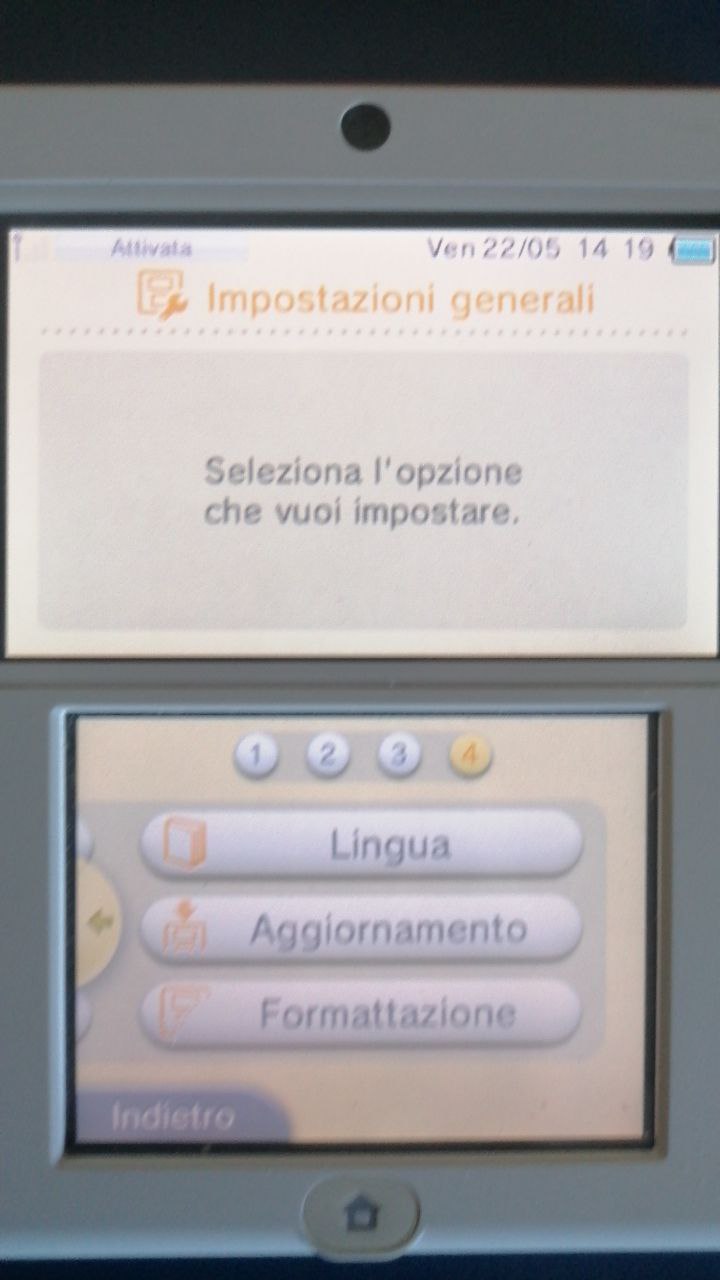 Attivata
Ven 22/05 14 19
Impostazioni generali
Seleziona l'opzione
che vuoi impostare.
1 2 3 4
Lingua
Aggiornamento
Formattazione
Indietro